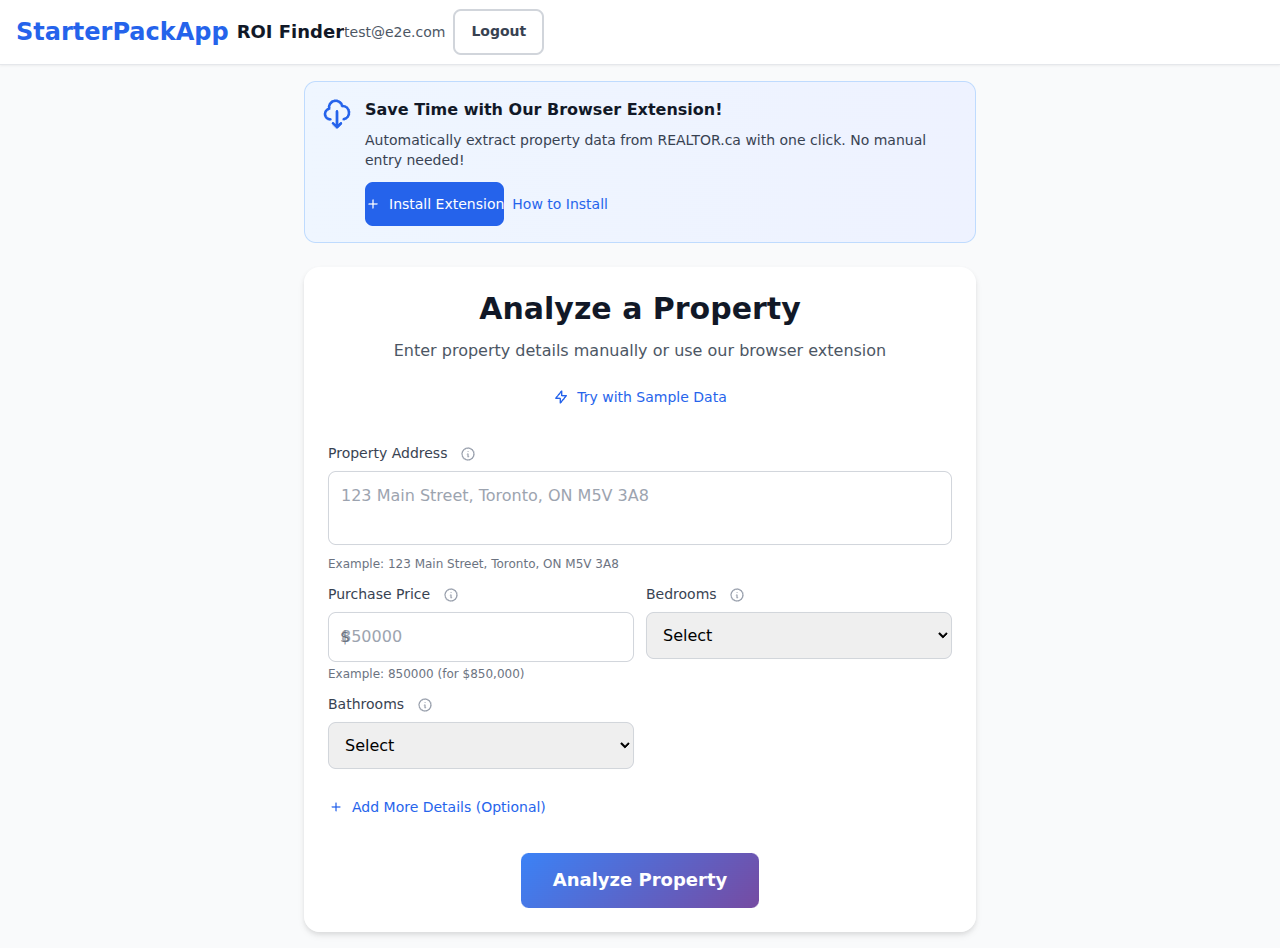 StarterPackApp ROI Finder test@e2e.com Logout
Save Time with Our Browser Extension!
Automatically extract property data from REALTOR.ca with one click. No manual
entry needed!
+ Install Extension How to Install
Analyze a Property
Enter property details manually or use our browser extension
Try with Sample Data
Property Address
123 Main Street, Toronto, ON M5V 3A8
Example: 123 Main Street, Toronto, ON M5V 3A8
Purchase Price Bedrooms
$850000 Select
Example: 850000 (for $850,000)
Bathrooms
Select
+ Add More Details (Optional)
Analyze Property